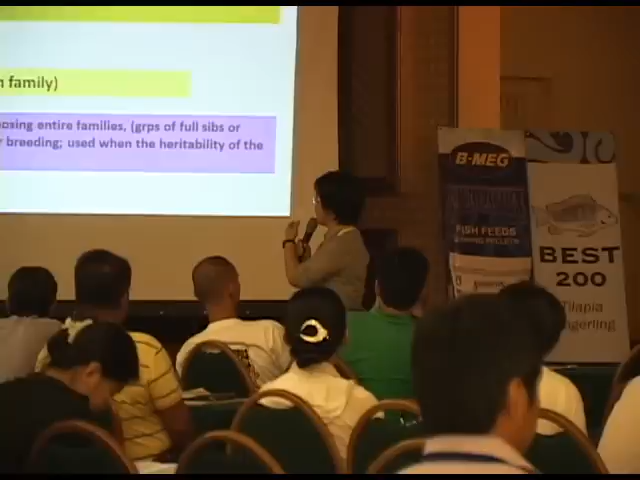 n family)
osing entire families, (grps of full sibs or
breeding; used when the heritability of the
B-MEG
FISH FEEDS
BEST
200
Tilapia
ngerling